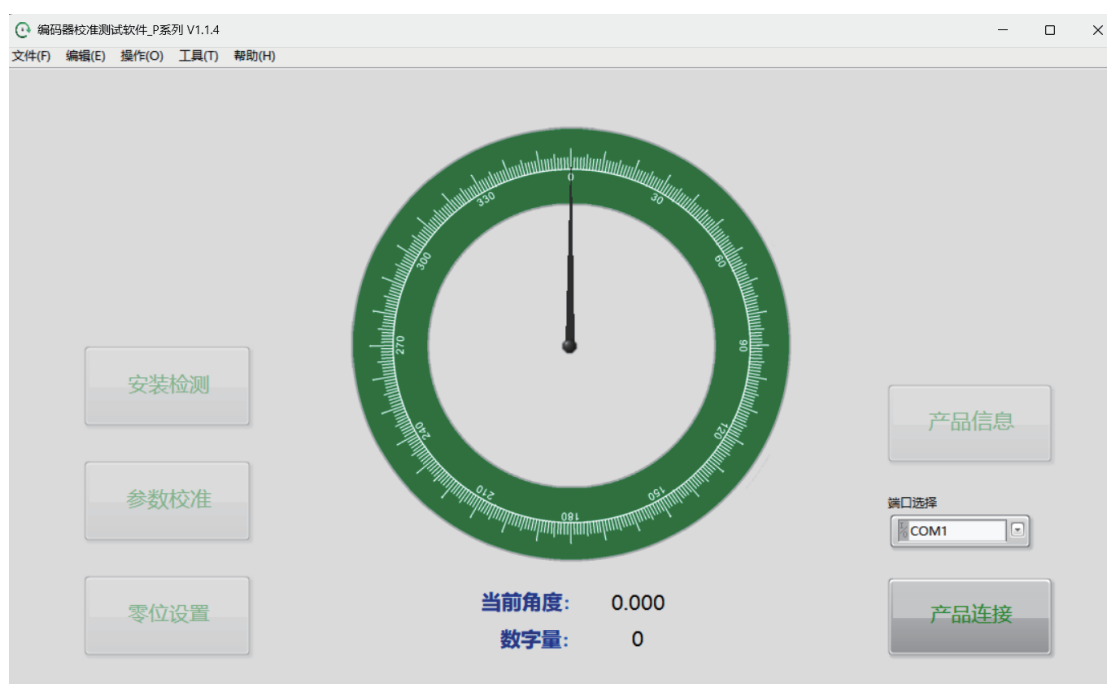 编码器校准测试软件_P系列 V1.1.4
文件(F) 编辑(E) 操作(O) 工具(T) 帮助(H)
0
30
60
90
120
150
180
210
240
270
300
330
安装检测
参数校准
零位设置
当前角度: 0.000
数字量: 0
产品信息
端口选择
COM1
产品连接